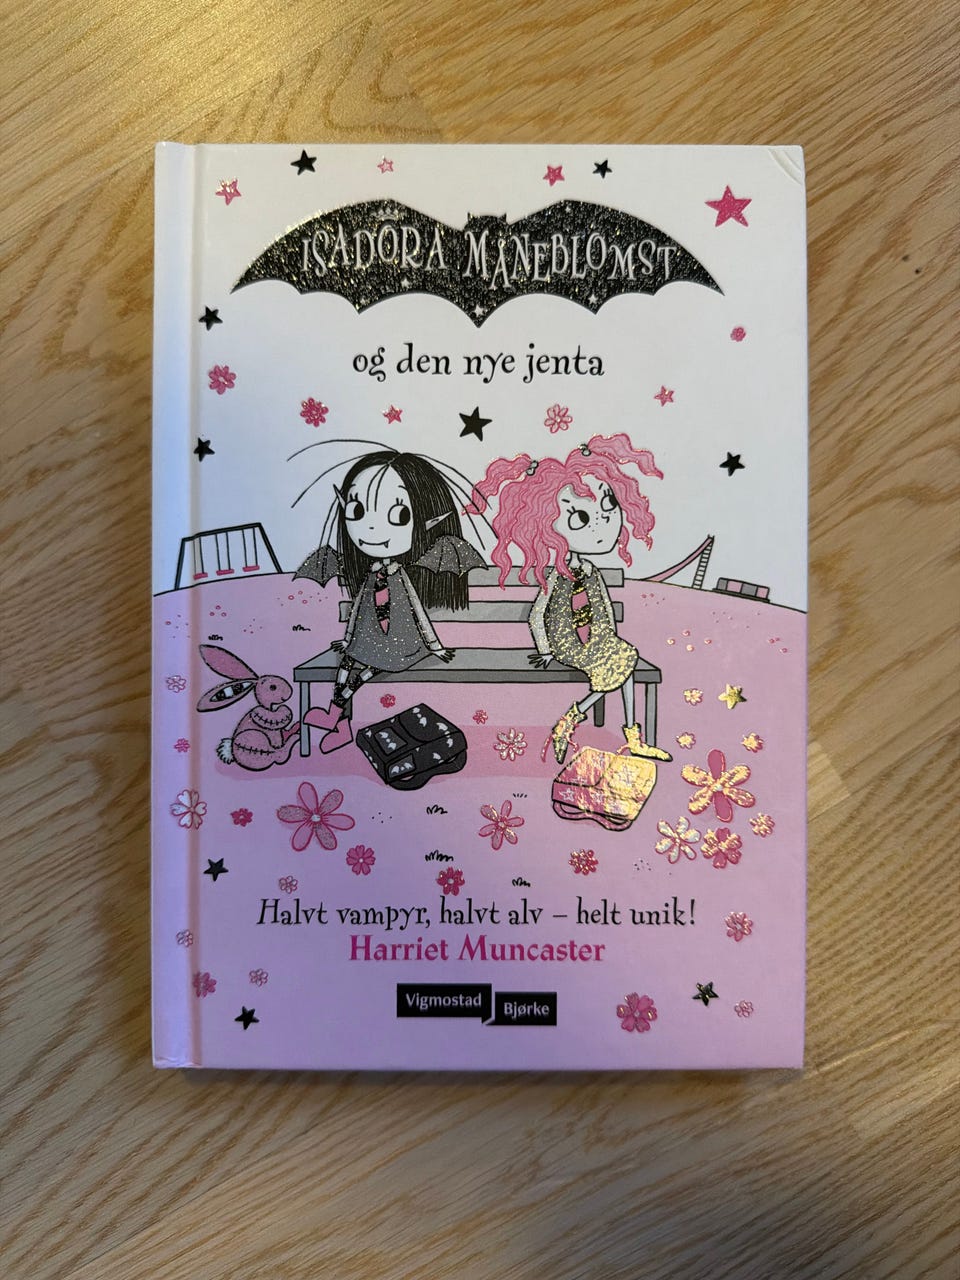 ISADORA MÅNEBLOMST
og den nye jenta
Halvt vampyr, halvt alv – helt unik!
Harriet Muncaster
Vigmostad
Bjørke